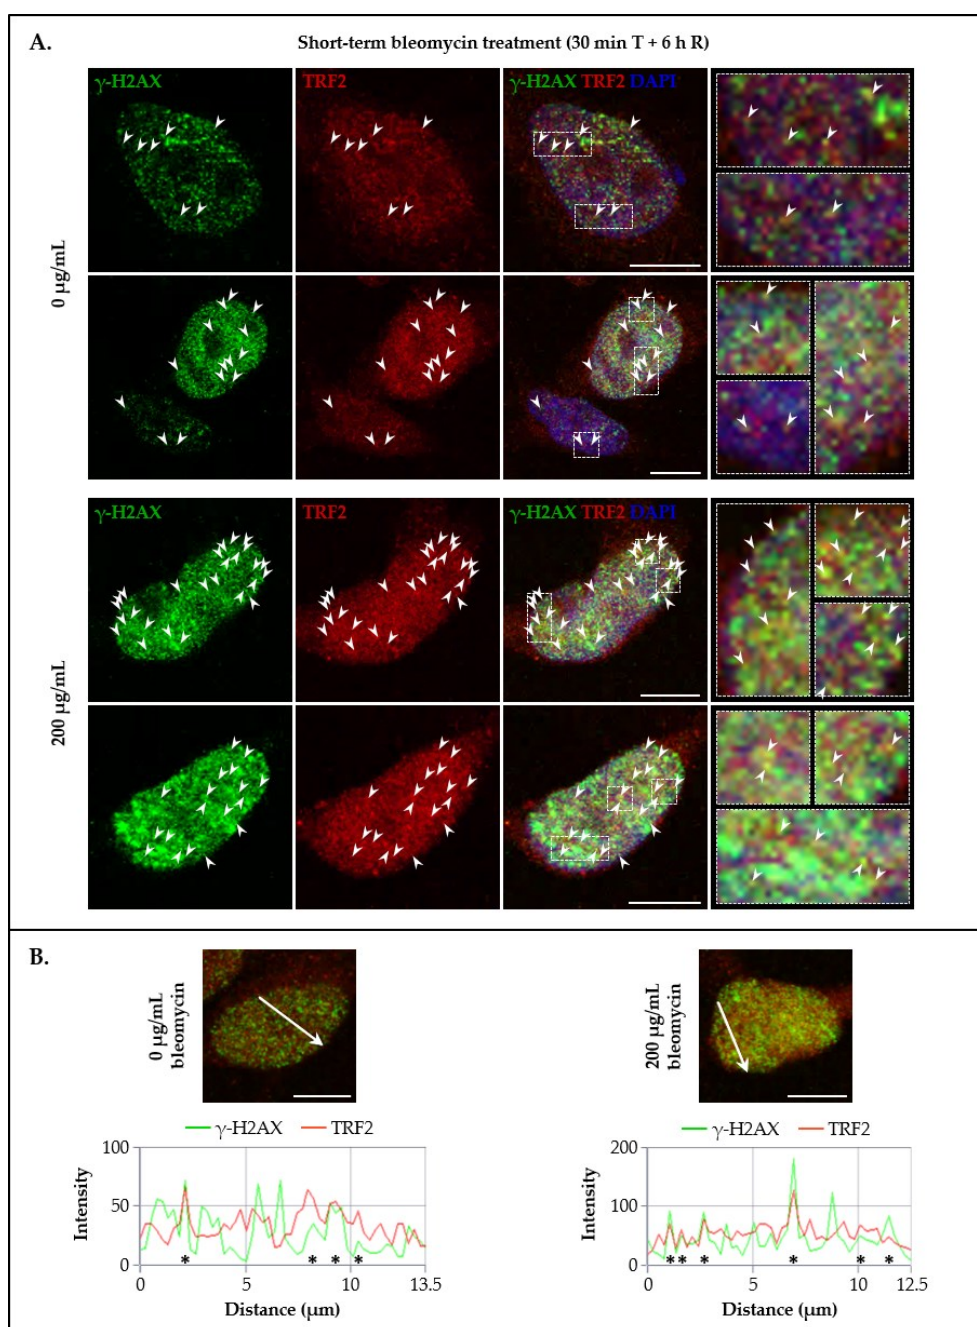 A.
Short-term bleomycin treatment (30 min T + 6 h R)
γ-H2AX TRF2 γ-H2AX TRF2 DAPI
0 µg/mL
γ-H2AX TRF2 γ-H2AX TRF2 DAPI
200 µg/mL
B.
0 µg/mL
bleomycin
200 µg/mL
bleomycin
γ-H2AX TRF2
100
50
0
Intensity
* * * *
0 5 10 13.5
Distance (µm)
γ-H2AX TRF2
200
100
0
Intensity
* * * * * *
0 5 10 12.5
Distance (µm)